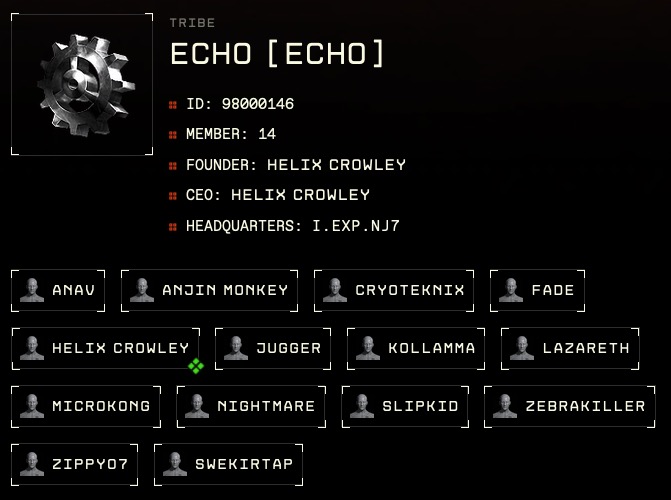 TRIBE
ECHO [ECHO]
ID: 98000146
MEMBER: 14
FOUNDER: HELIX CROWLEY
CEO: HELIX CROWLEY
HEADQUARTERS: I.EXP.NJ7
ANAV ANJIN MONKEY CRYOTEKNIX FADE
HELIX CROWLEY JUGGER KOLLAMMA LAZARETH
MICROKONG NIGHTMARE SLIPKID ZEBRAKILLER
ZIPPY07 SWEKIRTAP